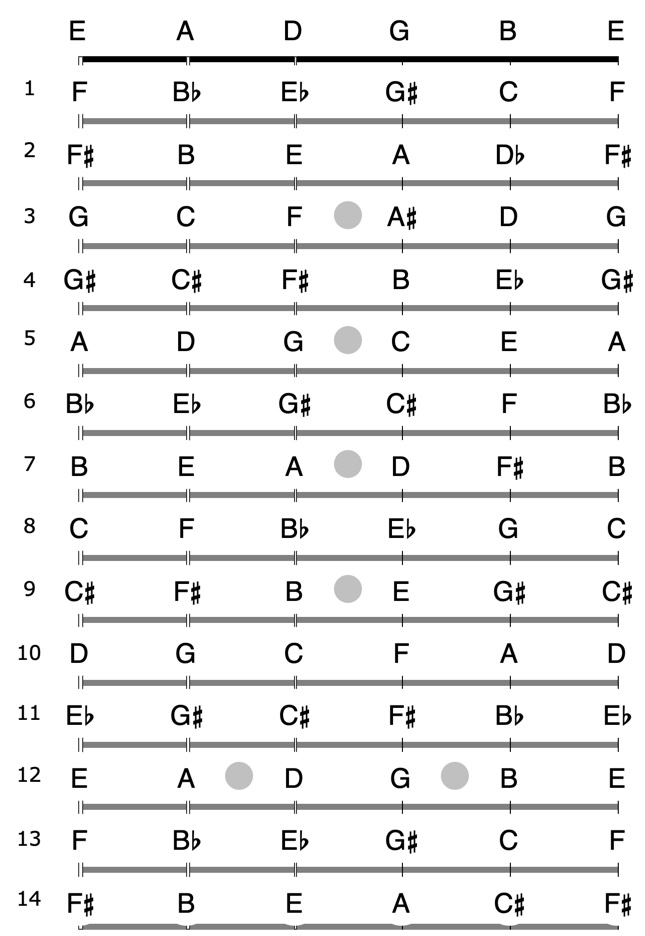 E A D G B E
1 F B♭ E♭ G♯ C F
2 F♯ B E A D♭ F♯
3 G C F A♯ D G
4 G♯ C♯ F♯ B E♭ G♯
5 A D G C E A
6 B♭ E♭ G♯ C♯ F B♭
7 B E A D F♯ B
8 C F B♭ E♭ G C
9 C♯ F♯ B E G♯ C♯
10 D G C F A D
11 E♭ G♯ C♯ F♯ B♭ E♭
12 E A D G B E
13 F B♭ E♭ G♯ C F
14 F♯ B E A C♯ F♯